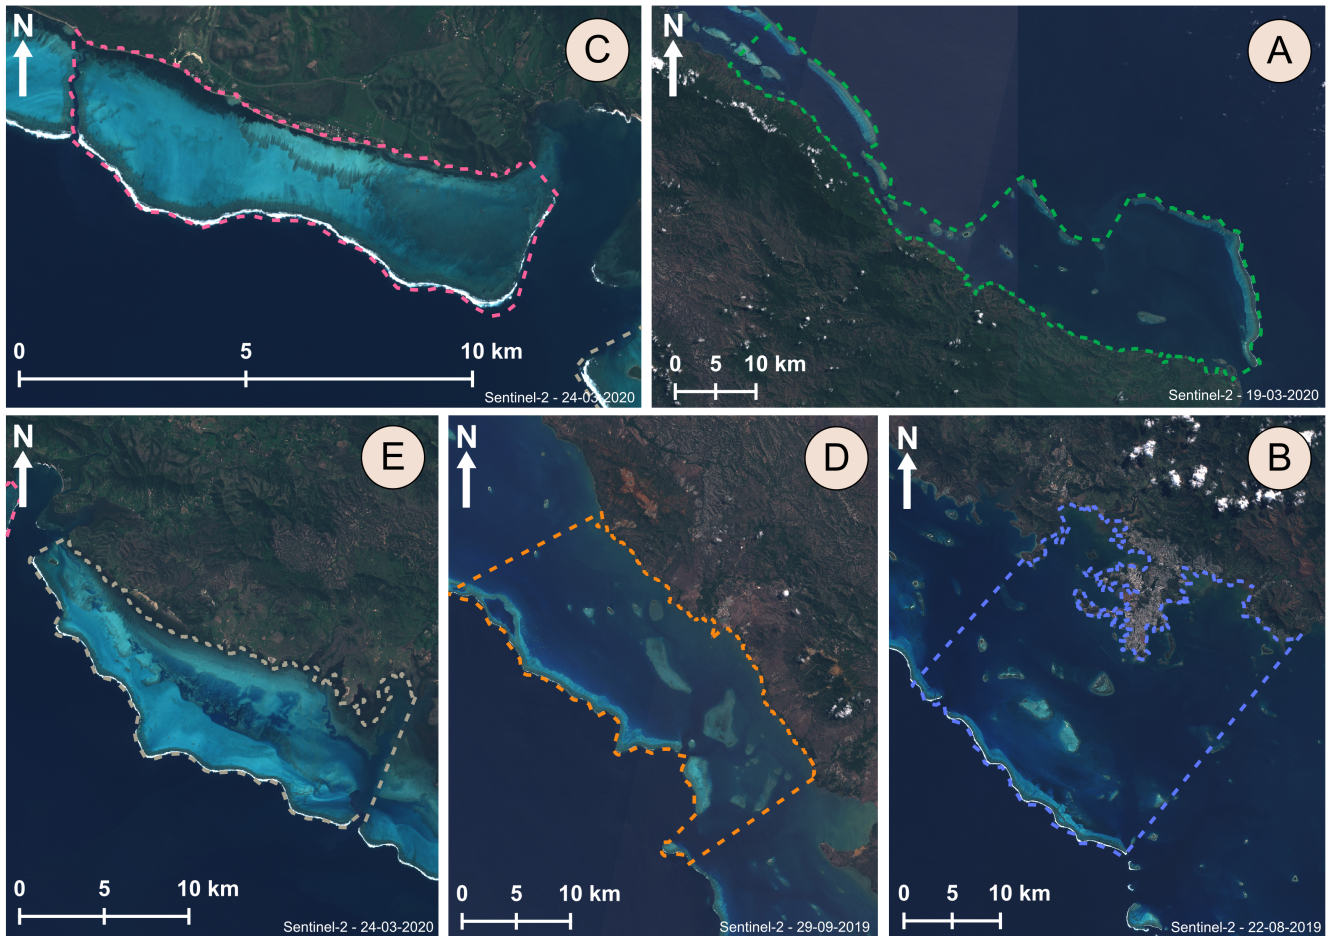 N
C
0 5 10 km
Sentinel-2 - 24-03-2020
N
A
0 5 10 km
Sentinel-2 - 19-03-2020
N
E
0 5 10 km
Sentinel-2 - 24-03-2020
N
D
0 5 10 km
Sentinel-2 - 29-09-2019
N
B
0 5 10 km
Sentinel-2 - 22-08-2019